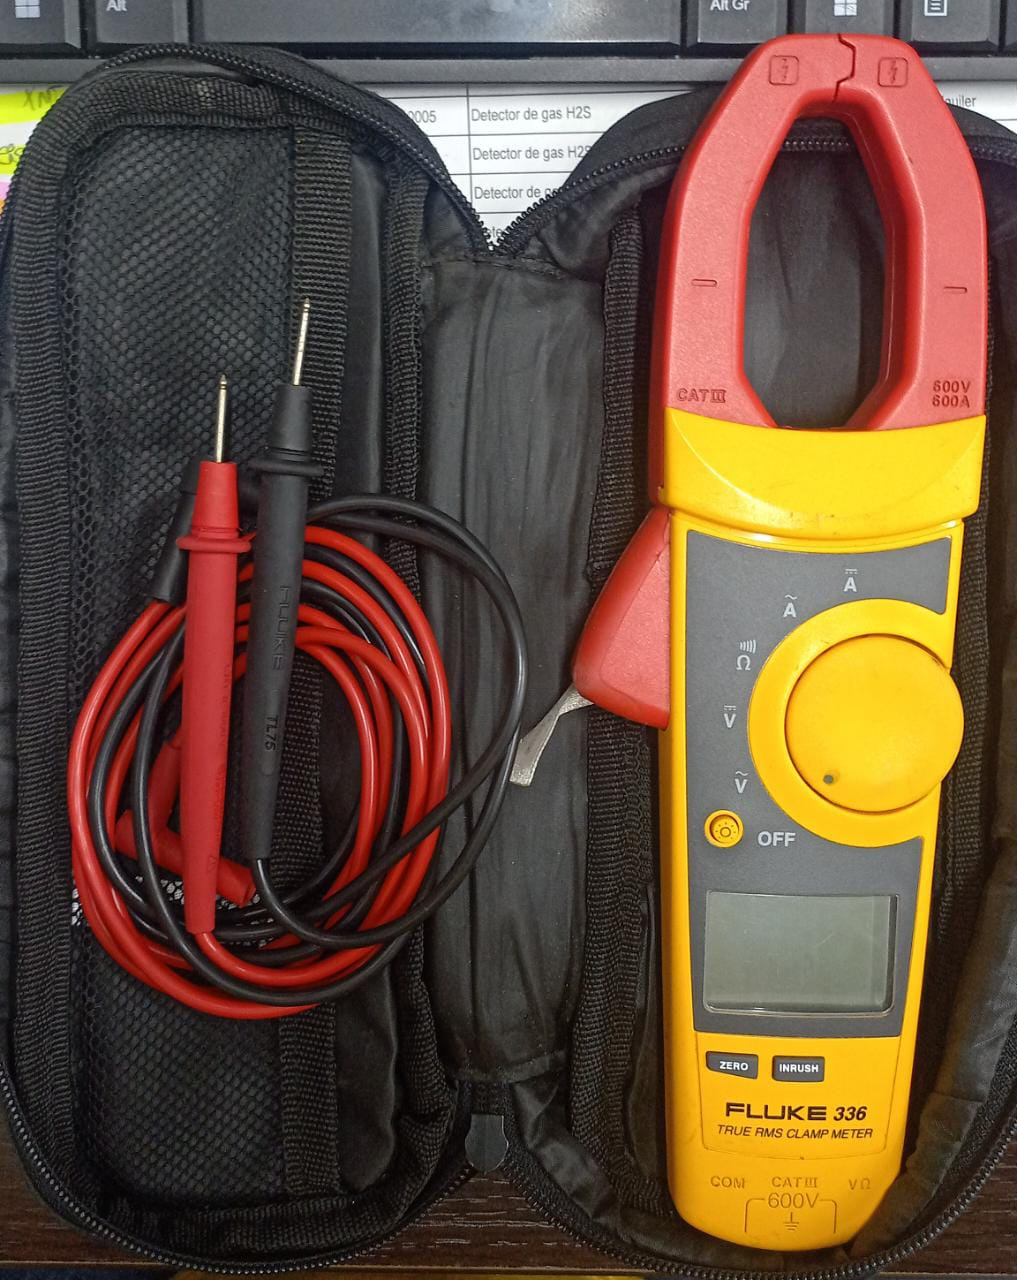 Alt
Alt Gr
0005
Detector de gas H2S
Detector de gas H2S
Detector de
CAT III
600V
600A
FLUKE
TL75
A
A
Ω
V
V
OFF
ZERO
INRUSH
FLUKE 336
TRUE RMS CLAMP METER
COM
CAT III
VΩ
600V